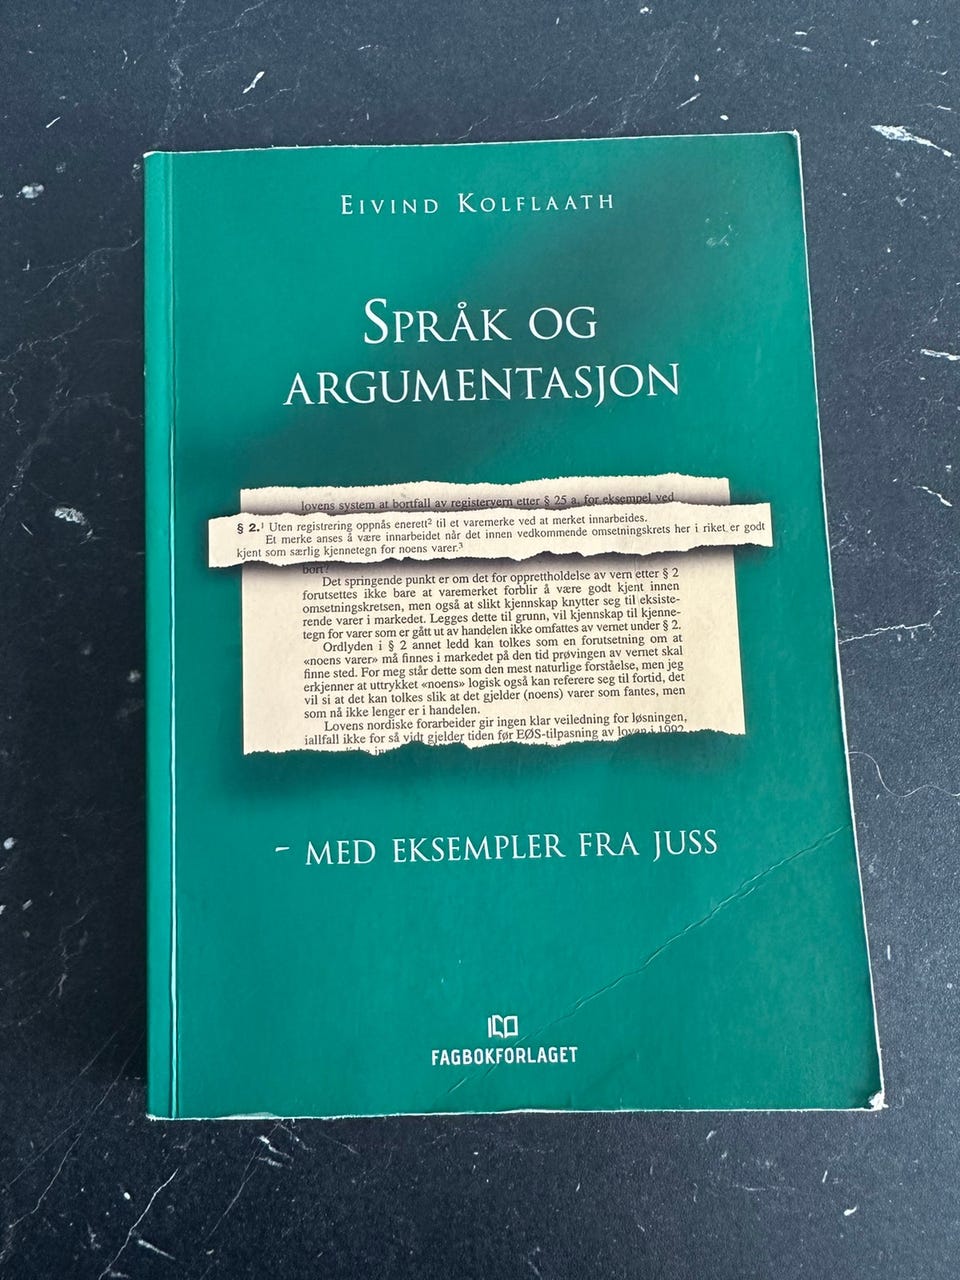 EIVIND KOLFLAATH
SPRÅK OG
ARGUMENTASJON
lovens system at bortfall av registervern etter § 25 a, for eksempel ved
§ 2.¹ Uten registrering oppnås enerett² til et varemerke ved at merket innarbeides.
Et merke anses å være innarbeidet når det innen vedkommende omsetningskrets her i riket er godt
kjent som særlig kjennetegn for noens varer.³
bort?
Det springende punkt er om det for opprettholdelse av vern etter § 2
forutsettes ikke bare at varemerket forblir å være godt kjent innen
omsetningskretsen, men også at slikt kjennskap knytter seg til eksiste-
rende varer i markedet. Legges dette til grunn, vil kjennskap til kjenne-
tegn for varer som er gått ut av handelen ikke omfattes av vernet under § 2.
Ordlyden i § 2 annet ledd kan tolkes som en forutsetning om at
«noens varer» må finnes i markedet på den tid prøvingen av vernet skal
finne sted. For meg står dette som den mest naturlige forståelse, men jeg
erkjenner at uttrykket «noens» logisk også kan referere seg til fortid, det
vil si at det kan tolkes slik at det gjelder (noens) varer som fantes, men
som nå ikke lenger er i handelen.
Lovens nordiske forarbeider gir ingen klar veiledning for løsningen,
iallfall ikke for så vidt gjelder tiden før EØS-tilpasning av loven i 1992
– MED EKSEMPLER FRA JUSS
FAGBOKFORLAGET